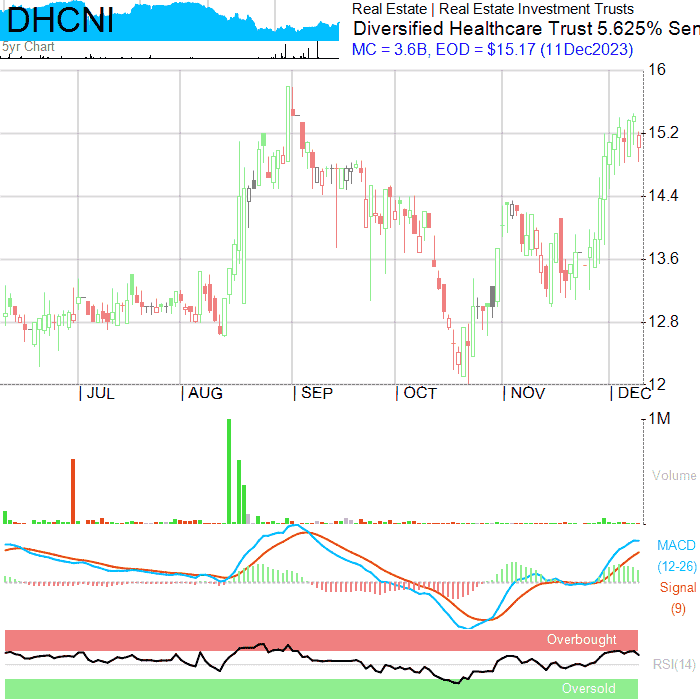 DHCNI
5yr Chart
Real Estate | Real Estate Investment Trusts
Diversified Healthcare Trust 5.625% Sen
MC = 3.6B, EOD = $15.17 (11Dec2023)
16
15.2
14.4
13.6
12.8
12
| JUL | AUG | SEP | OCT | NOV | DEC
1M
Volume
MACD
(12-26)
Signal
(9)
Overbought
RSI(14)
Oversold